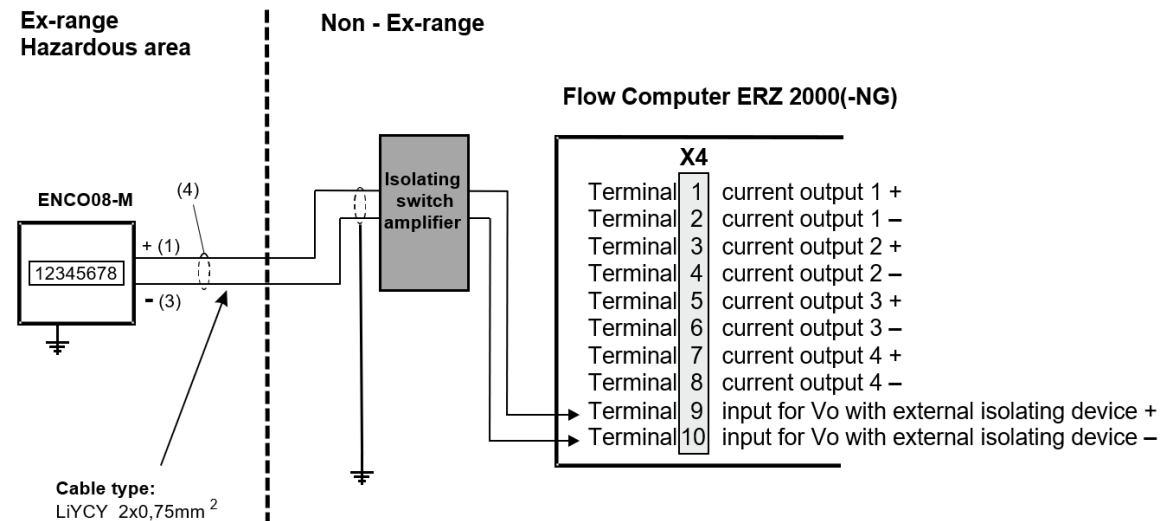 Ex-range
Hazardous area
Non - Ex-range
Flow Computer ERZ 2000(-NG)
X4
Terminal 1 current output 1 +
Terminal 2 current output 1 –
Terminal 3 current output 2 +
Terminal 4 current output 2 –
Terminal 5 current output 3 +
Terminal 6 current output 3 –
Terminal 7 current output 4 +
Terminal 8 current output 4 –
Terminal 9 input for Vo with external isolating device +
Terminal 10 input for Vo with external isolating device –
Isolating
switch
amplifier
ENCO08-M
(4)
+ (1)
12345678
- (3)
Cable type:
LiYCY 2x0,75mm ²